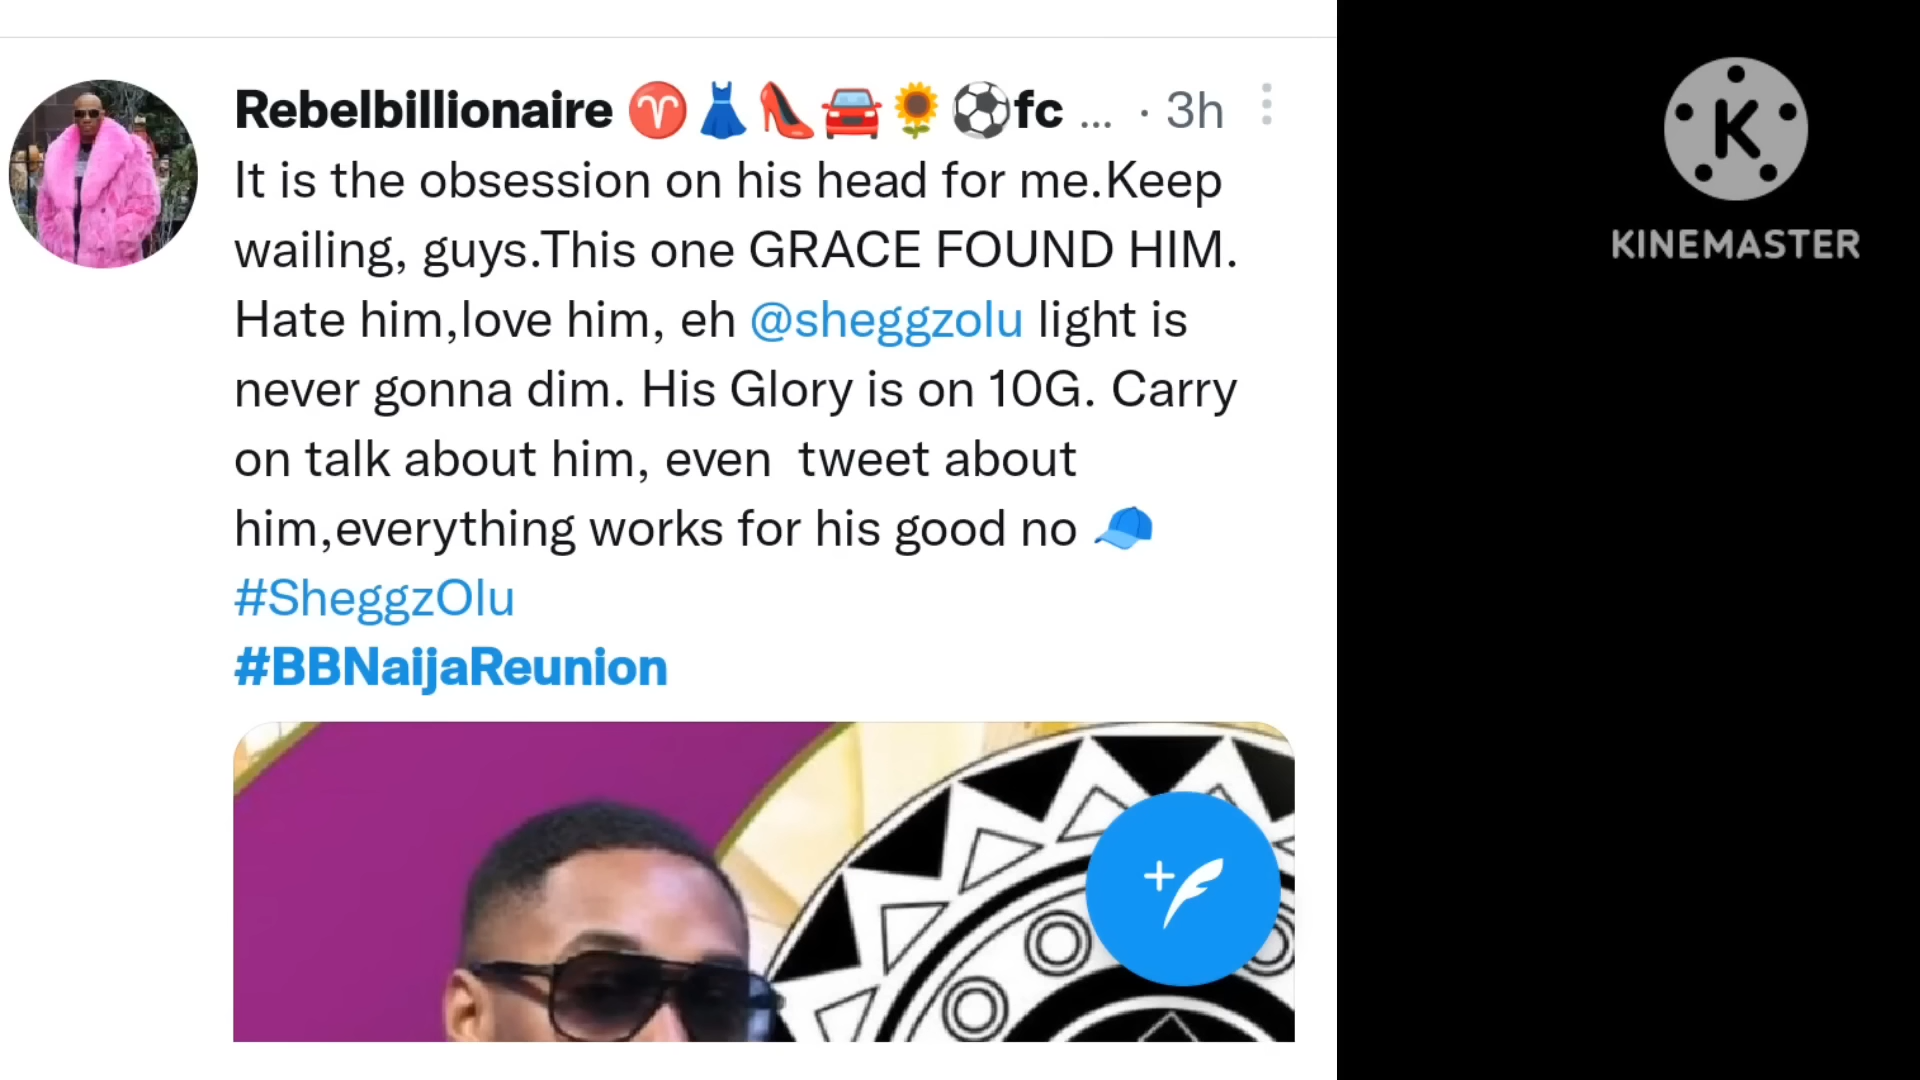 Rebelbillionaire ♈👗👠🚘🌻⚽fc ... · 3h
It is the obsession on his head for me.Keep
wailing, guys.This one GRACE FOUND HIM.
Hate him,love him, eh @sheggzolu light is
never gonna dim. His Glory is on 10G. Carry
on talk about him, even  tweet about
him,everything works for his good no 🧢
#SheggzOlu
#BBNaijaReunion
K
KINEMASTER